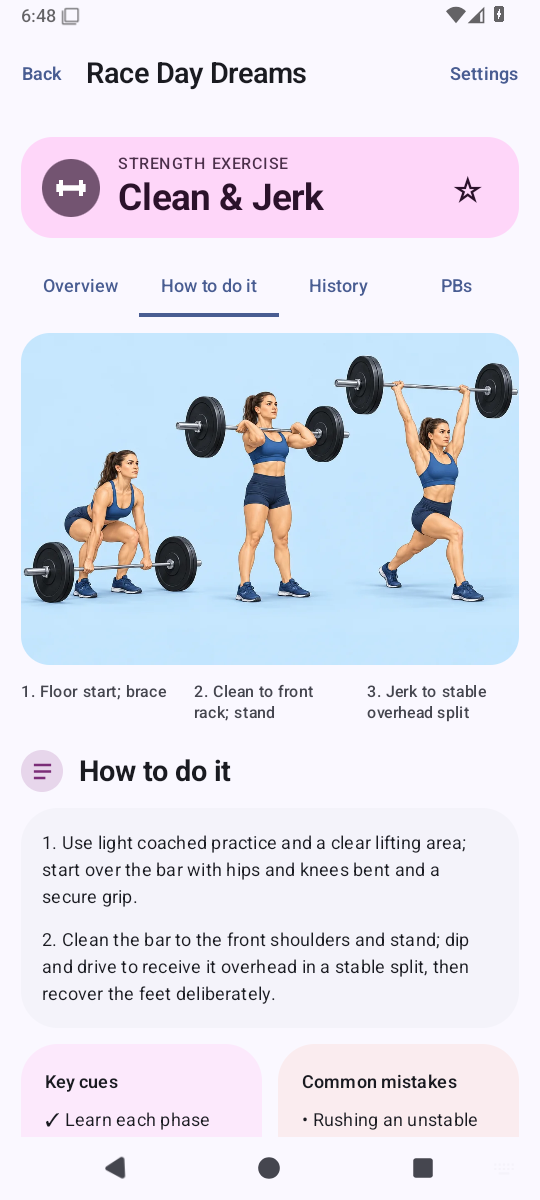 6:48
Back Race Day Dreams Settings
STRENGTH EXERCISE
Clean & Jerk
Overview How to do it History PBs
1. Floor start; brace
2. Clean to front
rack; stand
3. Jerk to stable
overhead split
How to do it
1. Use light coached practice and a clear lifting area;
start over the bar with hips and knees bent and a
secure grip.
2. Clean the bar to the front shoulders and stand; dip
and drive to receive it overhead in a stable split, then
recover the feet deliberately.
Key cues
✓ Learn each phase
Common mistakes
• Rushing an unstable